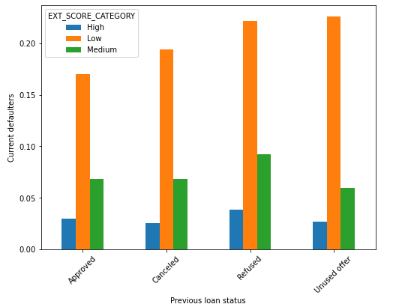 EXT_SCORE_CATEGORY
High
Low
Medium
Current defaulters
0.20
0.15
0.10
0.05
0.00
Approved
Canceled
Refused
Unused offer
Previous loan status